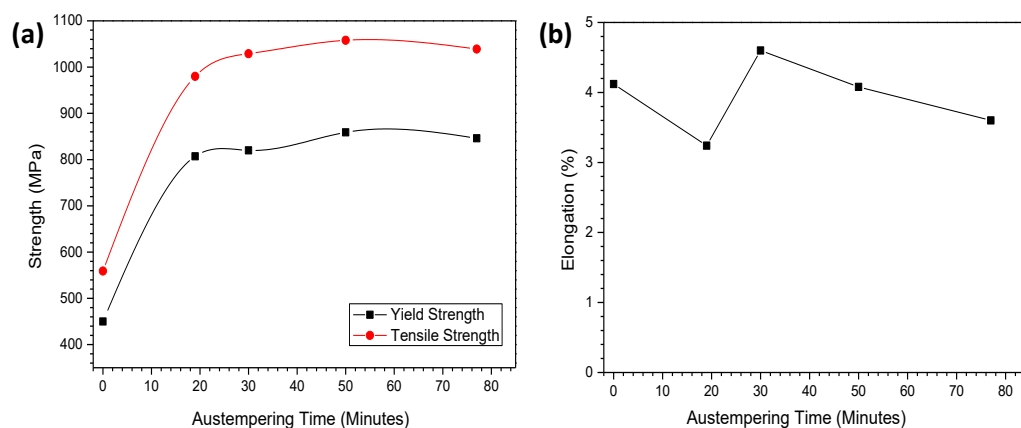 (a)
1100
1000
900
800
700
600
500
400
Strength (MPa)
0 10 20 30 40 50 60 70 80
Austempering Time (Minutes)
Yield Strength
Tensile Strength
(b)
5
4
3
2
1
0
Elongation (%)
0 10 20 30 40 50 60 70 80
Austempering Time (Minutes)